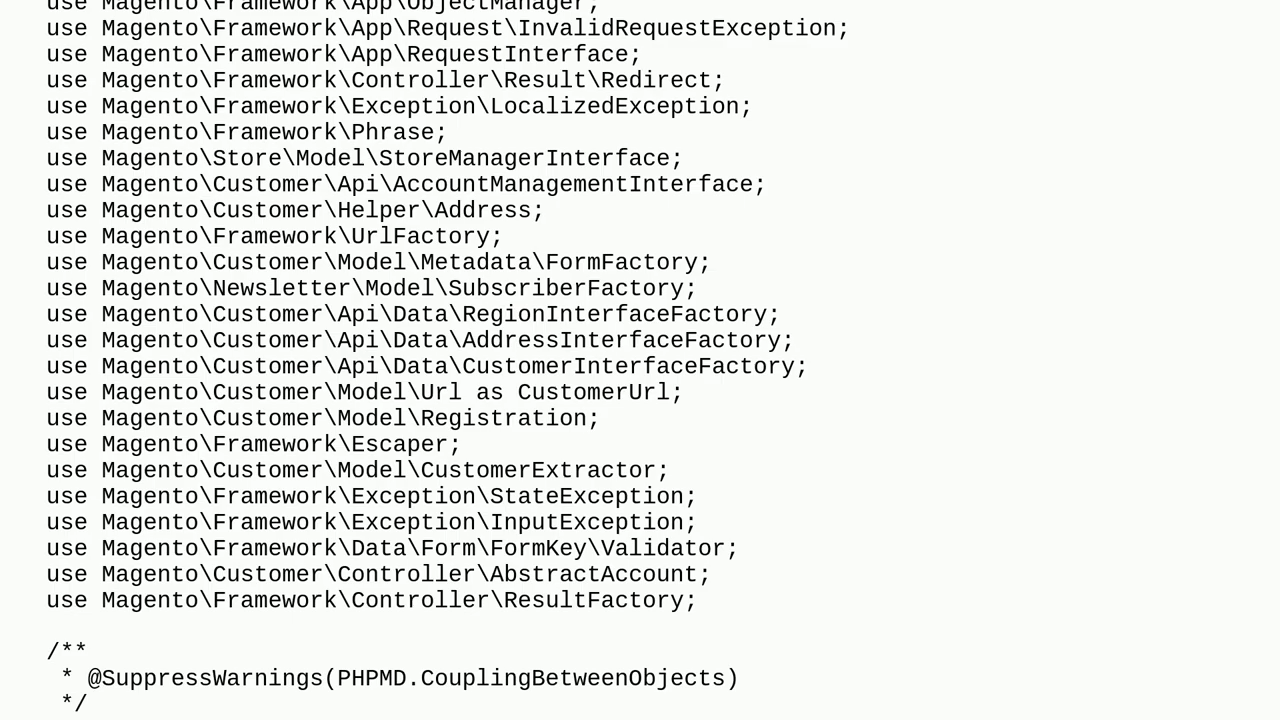 use Magento\Framework\App\ObjectManager;
use Magento\Framework\App\Request\InvalidRequestException;
use Magento\Framework\App\RequestInterface;
use Magento\Framework\Controller\Result\Redirect;
use Magento\Framework\Exception\LocalizedException;
use Magento\Framework\Phrase;
use Magento\Store\Model\StoreManagerInterface;
use Magento\Customer\Api\AccountManagementInterface;
use Magento\Customer\Helper\Address;
use Magento\Framework\UrlFactory;
use Magento\Customer\Model\Metadata\FormFactory;
use Magento\Newsletter\Model\SubscriberFactory;
use Magento\Customer\Api\Data\RegionInterfaceFactory;
use Magento\Customer\Api\Data\AddressInterfaceFactory;
use Magento\Customer\Api\Data\CustomerInterfaceFactory;
use Magento\Customer\Model\Url as CustomerUrl;
use Magento\Customer\Model\Registration;
use Magento\Framework\Escaper;
use Magento\Customer\Model\CustomerExtractor;
use Magento\Framework\Exception\StateException;
use Magento\Framework\Exception\InputException;
use Magento\Framework\Data\Form\FormKey\Validator;
use Magento\Customer\Controller\AbstractAccount;
use Magento\Framework\Controller\ResultFactory;
/**
 * @SuppressWarnings(PHPMD.CouplingBetweenObjects)
 */